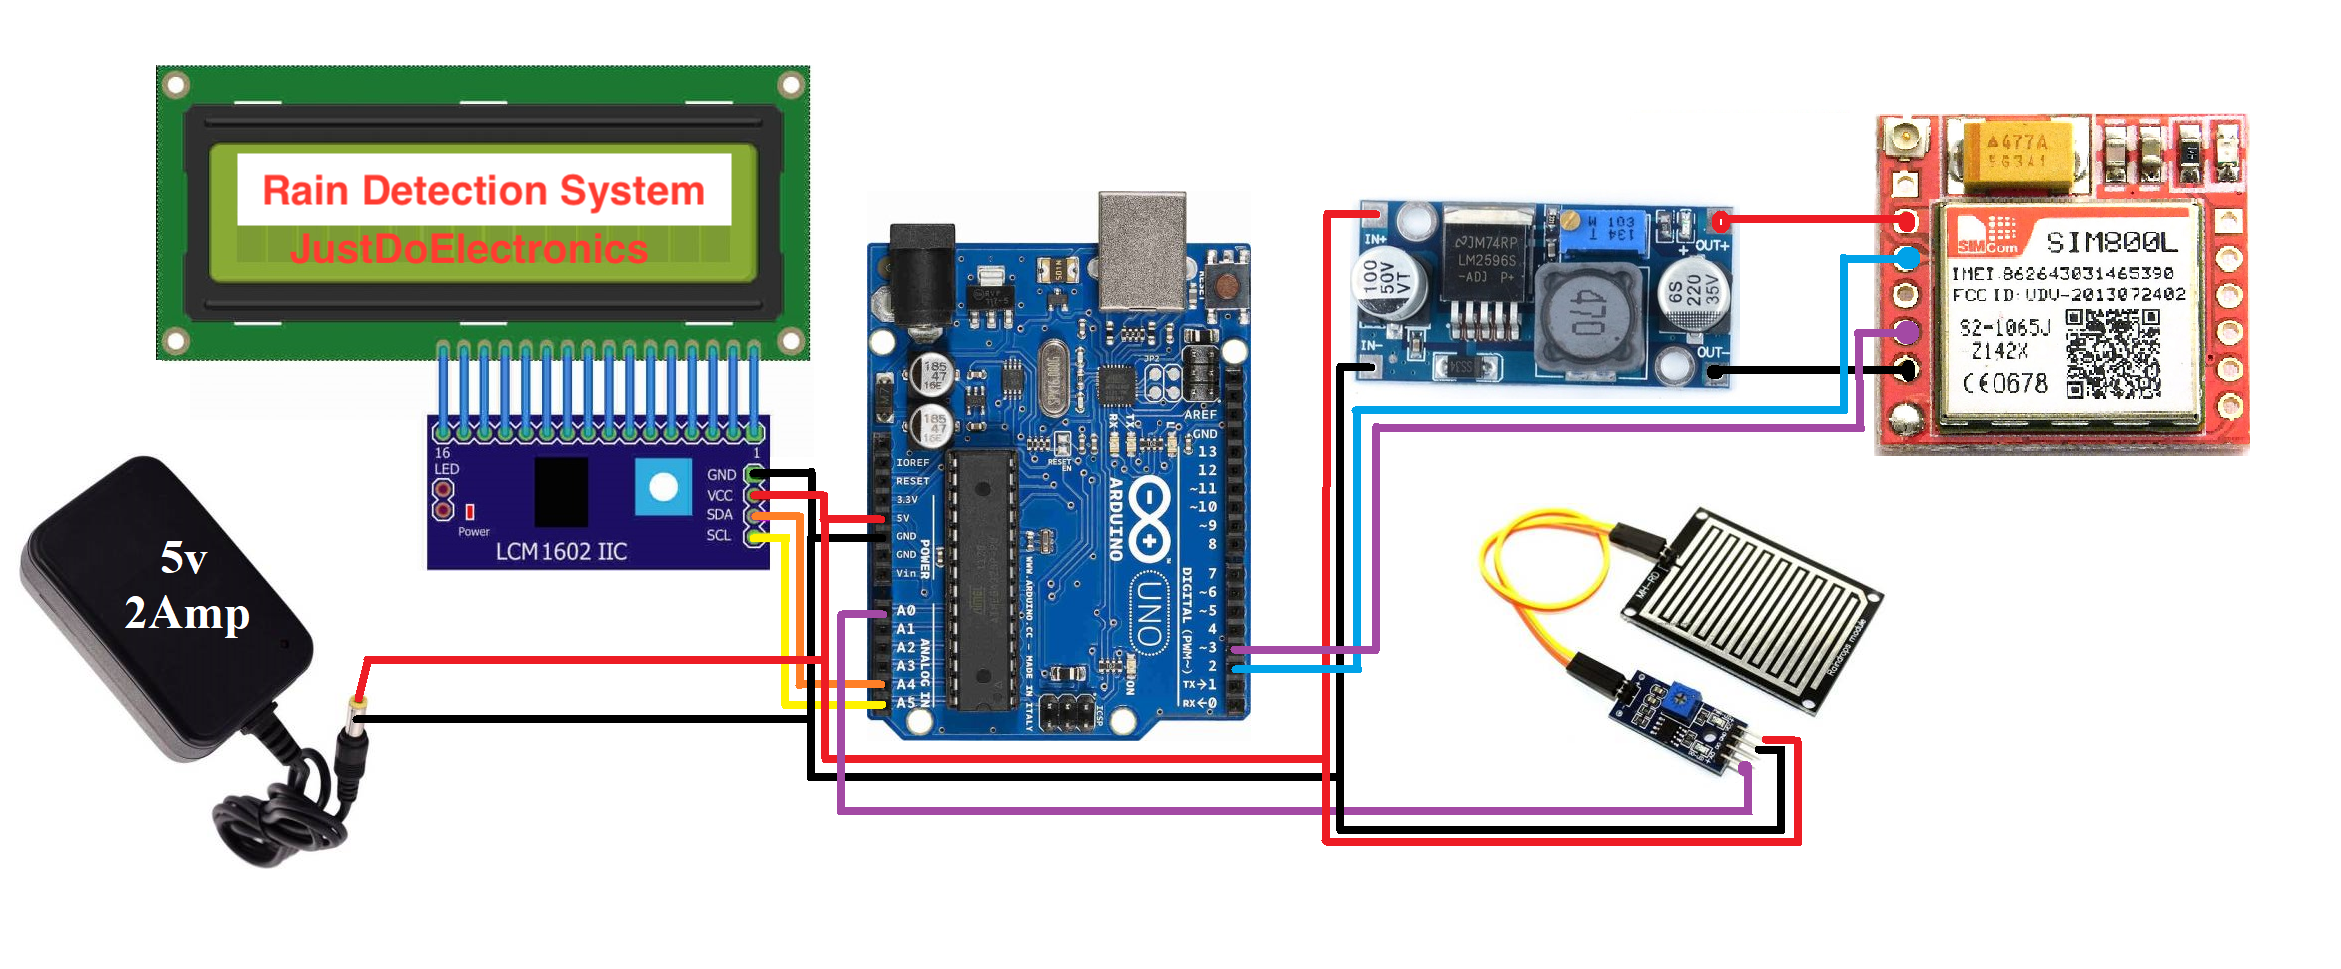 Rain Detection System
JustDoElectronics
16
1
LED
GND
VCC
SDA
SCL
Power
LCM1602 IIC
5v
2Amp
IOREF
RESET
3.3V
5V
GND
GND
Vin
POWER
A0
A1
A2
A3
A4
A5
ANALOG IN
RESET
EN
185
47
16E
185
47
16E
JP2
RX
TX
L
ON
ICSP
ARDUINO
UNO
WWW.ARDUINO.CC - MADE IN ITALY
AREF
GND
13
12
~11
~10
~9
8
7
~6
~5
4
~3
2
TX→1
RX←0
DIGITAL (PWM~)
IN+
IN-
OUT+
OUT-
100
50V
VT
JM74RP
LM2596S
-ADJ P+
470
6S
220
35V
SS34
477A
SIMCom
SIM800L
IMEI:862643031465390
FCC ID:UDV-2013072402
S2-1065J
-Z142X
CE0678
MH-RD
Raindrops module